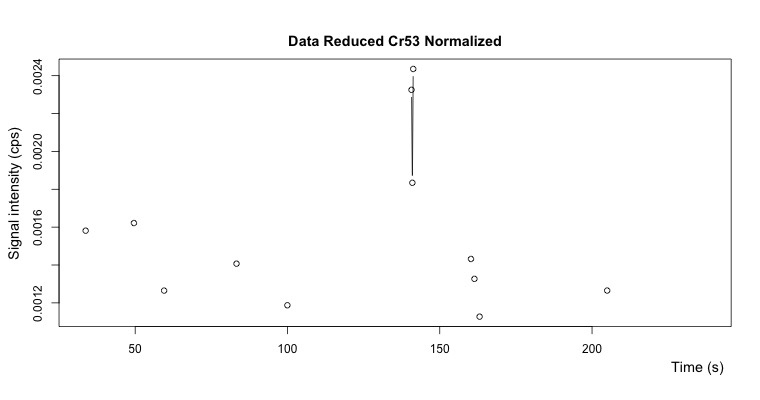 Data Reduced Cr53 Normalized
Signal intensity (cps)
0.0024
0.0020
0.0016
0.0012
50 100 150 200
Time (s)